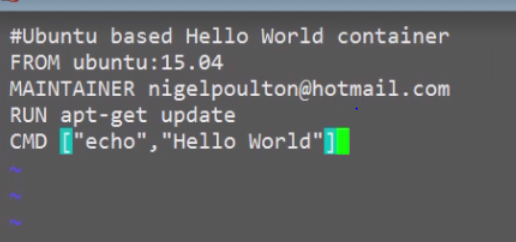 #Ubuntu based Hello World container
FROM ubuntu:15.04
MAINTAINER nigelpoulton@hotmail.com
RUN apt-get update
CMD ["echo","Hello World"]
~
~
~